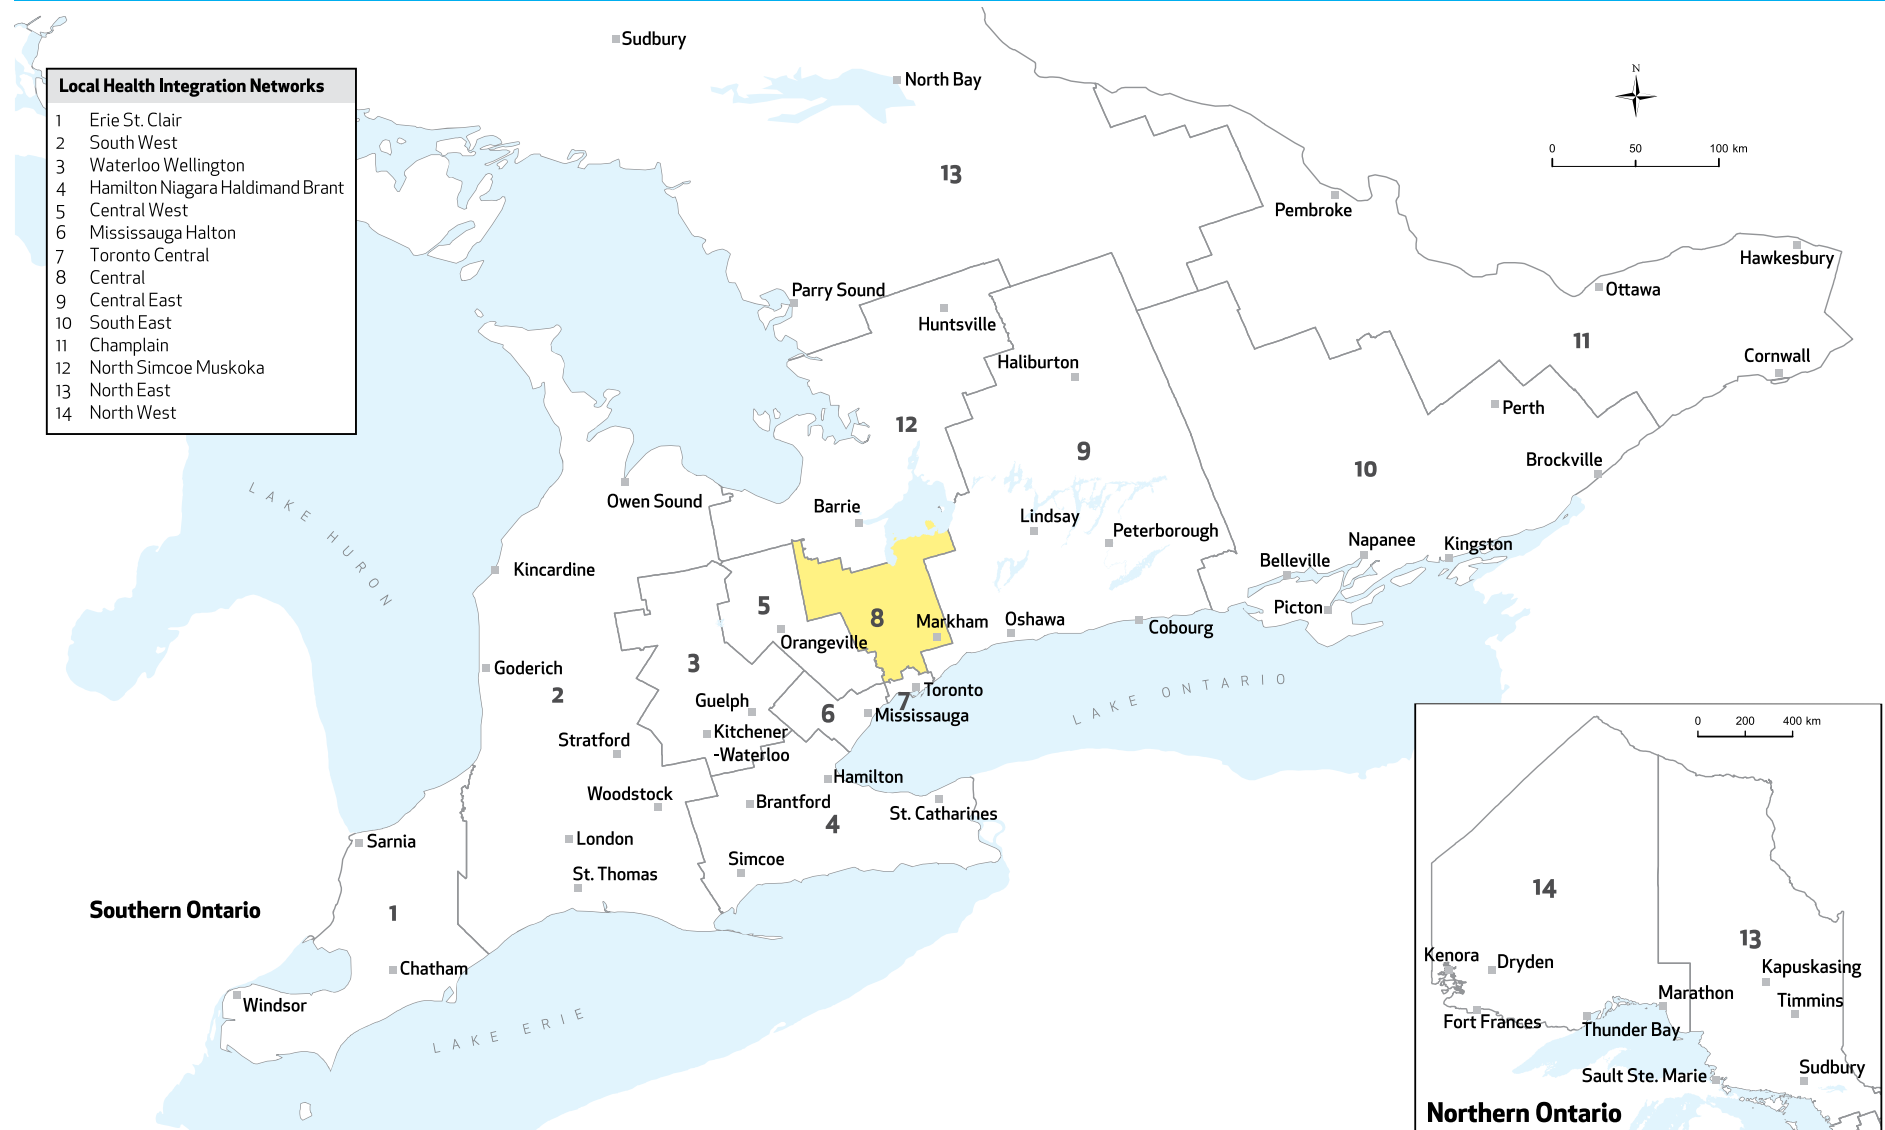 Sudbury
North Bay
N
0 50 100 km
Local Health Integration Networks
1 Erie St. Clair
2 South West
3 Waterloo Wellington
4 Hamilton Niagara Haldimand Brant
5 Central West
6 Mississauga Halton
7 Toronto Central
8 Central
9 Central East
10 South East
11 Champlain
12 North Simcoe Muskoka
13 North East
14 North West
13
Pembroke
Hawkesbury
Parry Sound
Ottawa
Huntsville
11
Haliburton
Cornwall
Perth
12
9
10
Brockville
LAKE HURON
Owen Sound
Barrie
Lindsay
Peterborough
Napanee
Kingston
Belleville
Kincardine
5
8
Picton
Markham
Oshawa
Cobourg
Orangeville
3
Goderich
2
LAKE ONTARIO
Toronto
7
Guelph
6
Mississauga
Stratford
Kitchener
-Waterloo
Hamilton
Woodstock
Brantford
4
St. Catharines
London
Sarnia
Simcoe
St. Thomas
Southern Ontario
1
Chatham
Windsor
LAKE ERIE
0 200 400 km
14
13
Kenora
Dryden
Kapuskasing
Marathon
Timmins
Fort Frances
Thunder Bay
Sault Ste. Marie
Sudbury
Northern Ontario